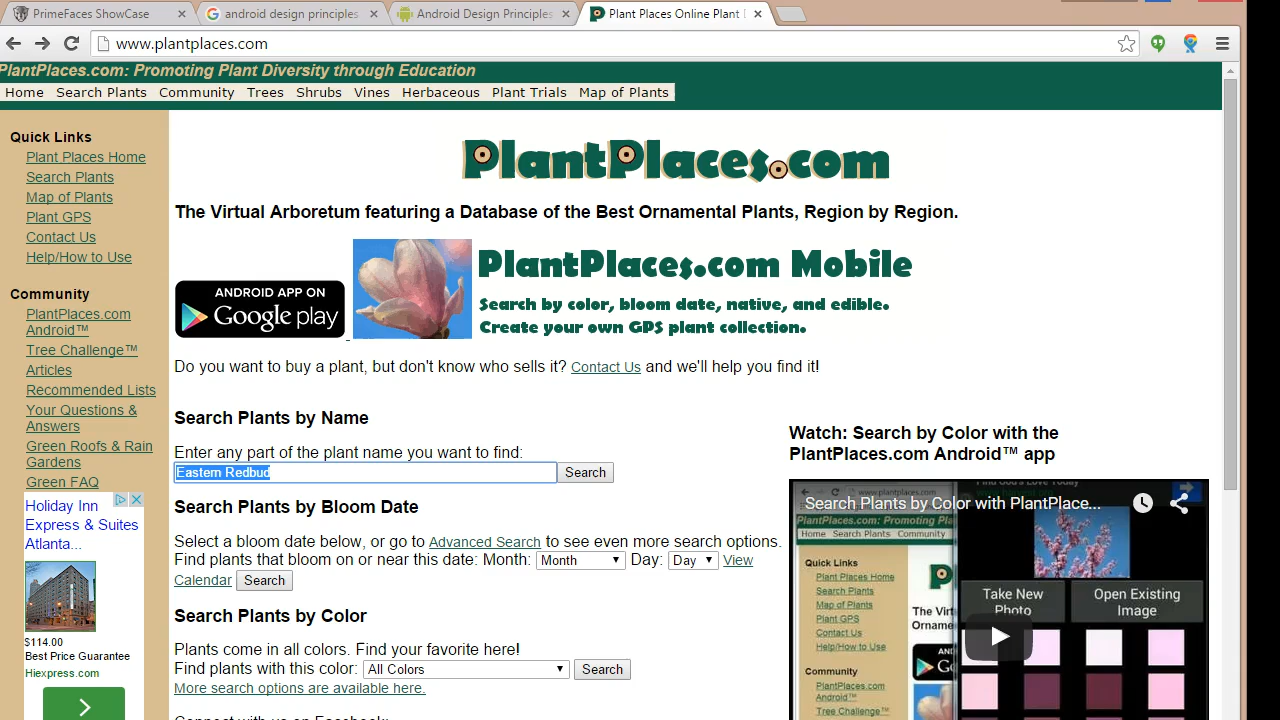 PrimeFaces ShowCase
android design principles
Android Design Principles
Plant Places Online Plant
www.plantplaces.com
PlantPlaces.com: Promoting Plant Diversity through Education
Home Search Plants Community Trees Shrubs Vines Herbaceous Plant Trials Map of Plants
Quick Links
Plant Places Home
Search Plants
Map of Plants
Plant GPS
Contact Us
Help/How to Use
Community
PlantPlaces.com
Android™
Tree Challenge™
Articles
Recommended Lists
Your Questions &
Answers
Green Roofs & Rain
Gardens
Green FAQ
Holiday Inn
Express & Suites
Atlanta...
$114.00
Best Price Guarantee
Hiexpress.com
PlantPlaces.com
The Virtual Arboretum featuring a Database of the Best Ornamental Plants, Region by Region.
ANDROID APP ON
Google play
PlantPlaces.com Mobile
Search by color, bloom date, native, and edible.
Create your own GPS plant collection.
Do you want to buy a plant, but don't know who sells it? Contact Us and we'll help you find it!
Search Plants by Name
Enter any part of the plant name you want to find:
Eastern Redbud Search
Search Plants by Bloom Date
Select a bloom date below, or go to Advanced Search to see even more search options.
Find plants that bloom on or near this date: Month: Month Day: Day View
Calendar Search
Search Plants by Color
Plants come in all colors. Find your favorite here!
Find plants with this color: All Colors Search
More search options are available here.
Connect with us on Facebook:
Watch: Search by Color with the
PlantPlaces.com Android™ app
Search Plants by Color with PlantPlace...
www.plantplaces.com
PlantPlaces.com: Promoting Pla
Home Search Plants Community
Quick Links
Plant Places Home
Search Plants
Map of Plants
Plant GPS
Contact Us
Help/How to Use
Community
PlantPlaces.com
Android™
Tree Challenge™
The Virtu
Ornamen
Do you w
Take New
Photo
Open Existing
Image